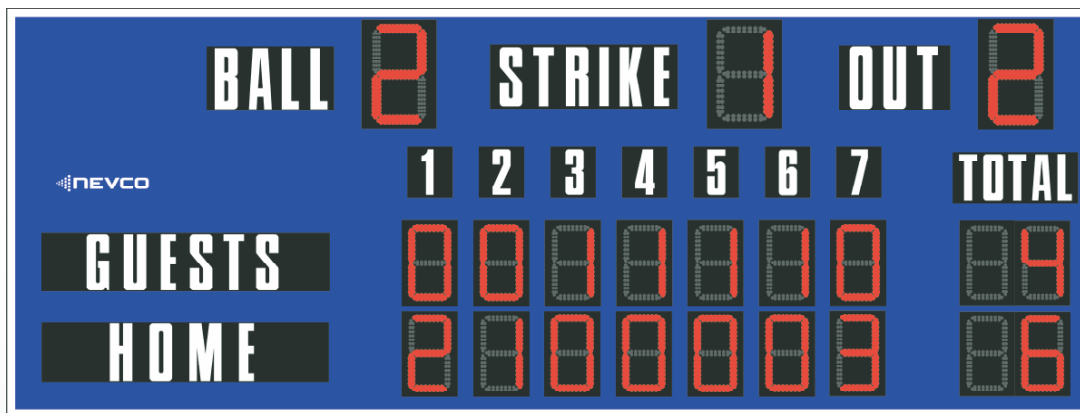 BALL 2 STRIKE 1 OUT 2
NEVCO 1 2 3 4 5 6 7 TOTAL
GUESTS 0 0 1 1 1 1 0 4
HOME 2 1 0 0 0 0 3 6